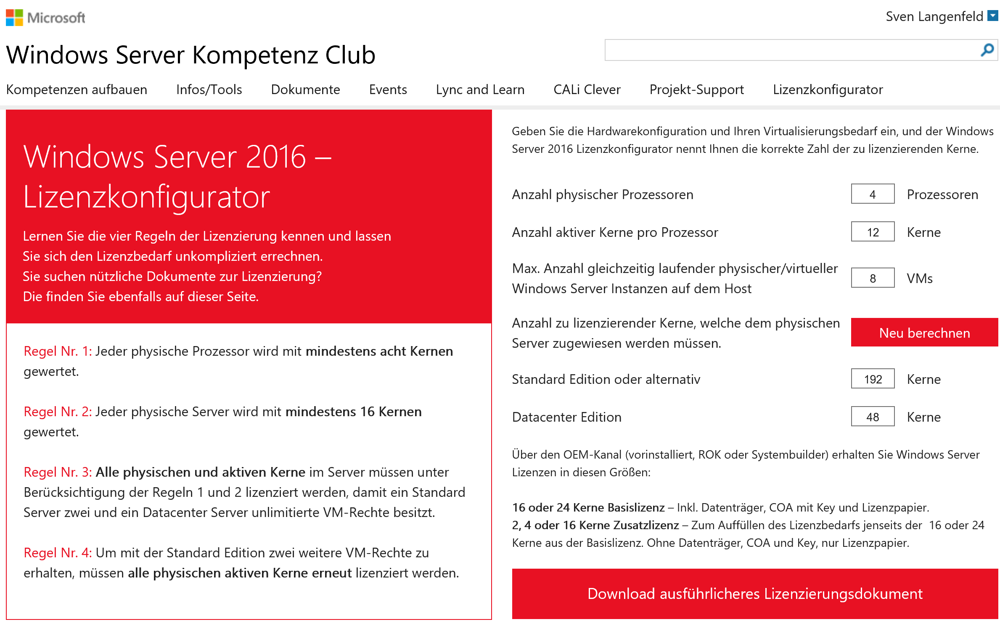 Microsoft
Sven Langenfeld
Windows Server Kompetenz Club
Kompetenzen aufbauen Infos/Tools Dokumente Events Lync and Learn CALi Clever Projekt-Support Lizenzkonfigurator
Windows Server 2016 –
Lizenzkonfigurator
Lernen Sie die vier Regeln der Lizenzierung kennen und lassen
Sie sich den Lizenzbedarf unkompliziert errechnen.
Sie suchen nützliche Dokumente zur Lizenzierung?
Die finden Sie ebenfalls auf dieser Seite.
Regel Nr. 1: Jeder physische Prozessor wird mit mindestens acht Kernen
gewertet.
Regel Nr. 2: Jeder physische Server wird mit mindestens 16 Kernen
gewertet.
Regel Nr. 3: Alle physischen und aktiven Kerne im Server müssen unter
Berücksichtigung der Regeln 1 und 2 lizenziert werden, damit ein Standard
Server zwei und ein Datacenter Server unlimitierte VM-Rechte besitzt.
Regel Nr. 4: Um mit der Standard Edition zwei weitere VM-Rechte zu
erhalten, müssen alle physischen aktiven Kerne erneut lizenziert werden.
Geben Sie die Hardwarekonfiguration und Ihren Virtualisierungsbedarf ein, und der Windows
Server 2016 Lizenzkonfigurator nennt Ihnen die korrekte Zahl der zu lizenzierenden Kerne.
Anzahl physischer Prozessoren 4 Prozessoren
Anzahl aktiver Kerne pro Prozessor 12 Kerne
Max. Anzahl gleichzeitig laufender physischer/virtueller
Windows Server Instanzen auf dem Host 8 VMs
Anzahl zu lizenzierender Kerne, welche dem physischen
Server zugewiesen werden müssen. Neu berechnen
Standard Edition oder alternativ 192 Kerne
Datacenter Edition 48 Kerne
Über den OEM-Kanal (vorinstalliert, ROK oder Systembuilder) erhalten Sie Windows Server
Lizenzen in diesen Größen:
16 oder 24 Kerne Basislizenz – Inkl. Datenträger, COA mit Key und Lizenzpapier.
2, 4 oder 16 Kerne Zusatzlizenz – Zum Auffüllen des Lizenzbedarfs jenseits der 16 oder 24
Kerne aus der Basislizenz. Ohne Datenträger, COA und Key, nur Lizenzpapier.
Download ausführlicheres Lizenzierungsdokument